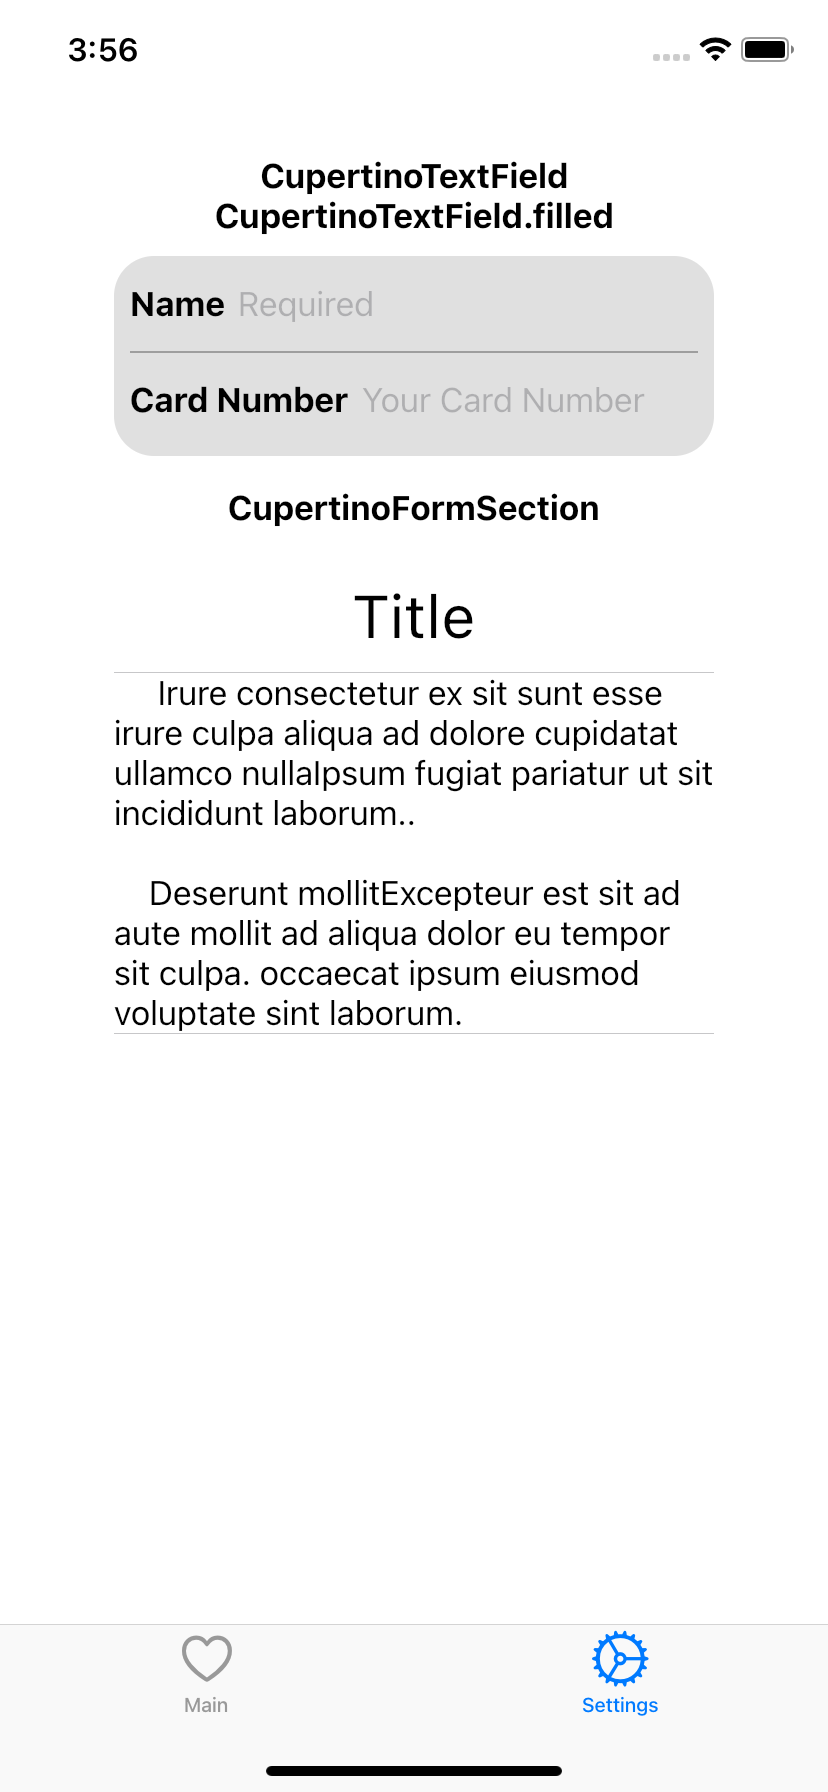 3:56
CupertinoTextField
CupertinoTextField.filled
Name Required
Card Number Your Card Number
CupertinoFormSection
Title
Irure consectetur ex sit sunt esse
irure culpa aliqua ad dolore cupidatat
ullamco nullaIpsum fugiat pariatur ut sit
incididunt laborum..
Deserunt mollitExcepteur est sit ad
aute mollit ad aliqua dolor eu tempor
sit culpa. occaecat ipsum eiusmod
voluptate sint laborum.
Main Settings